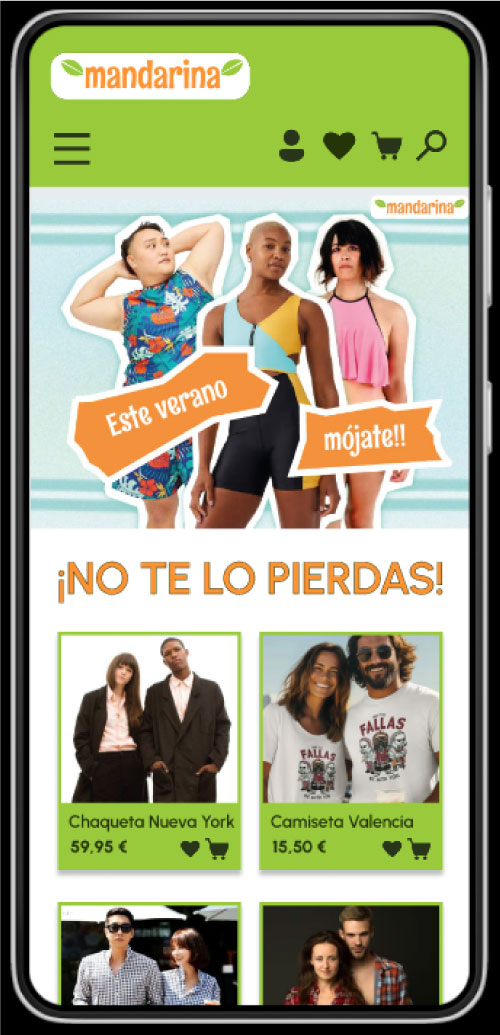 mandarina
mandarina
Este verano
mójate!!
¡NO TE LO PIERDAS!
FALLAS
FALLAS
Chaqueta Nueva York
Camiseta Valencia
59,95 €
15,50 €